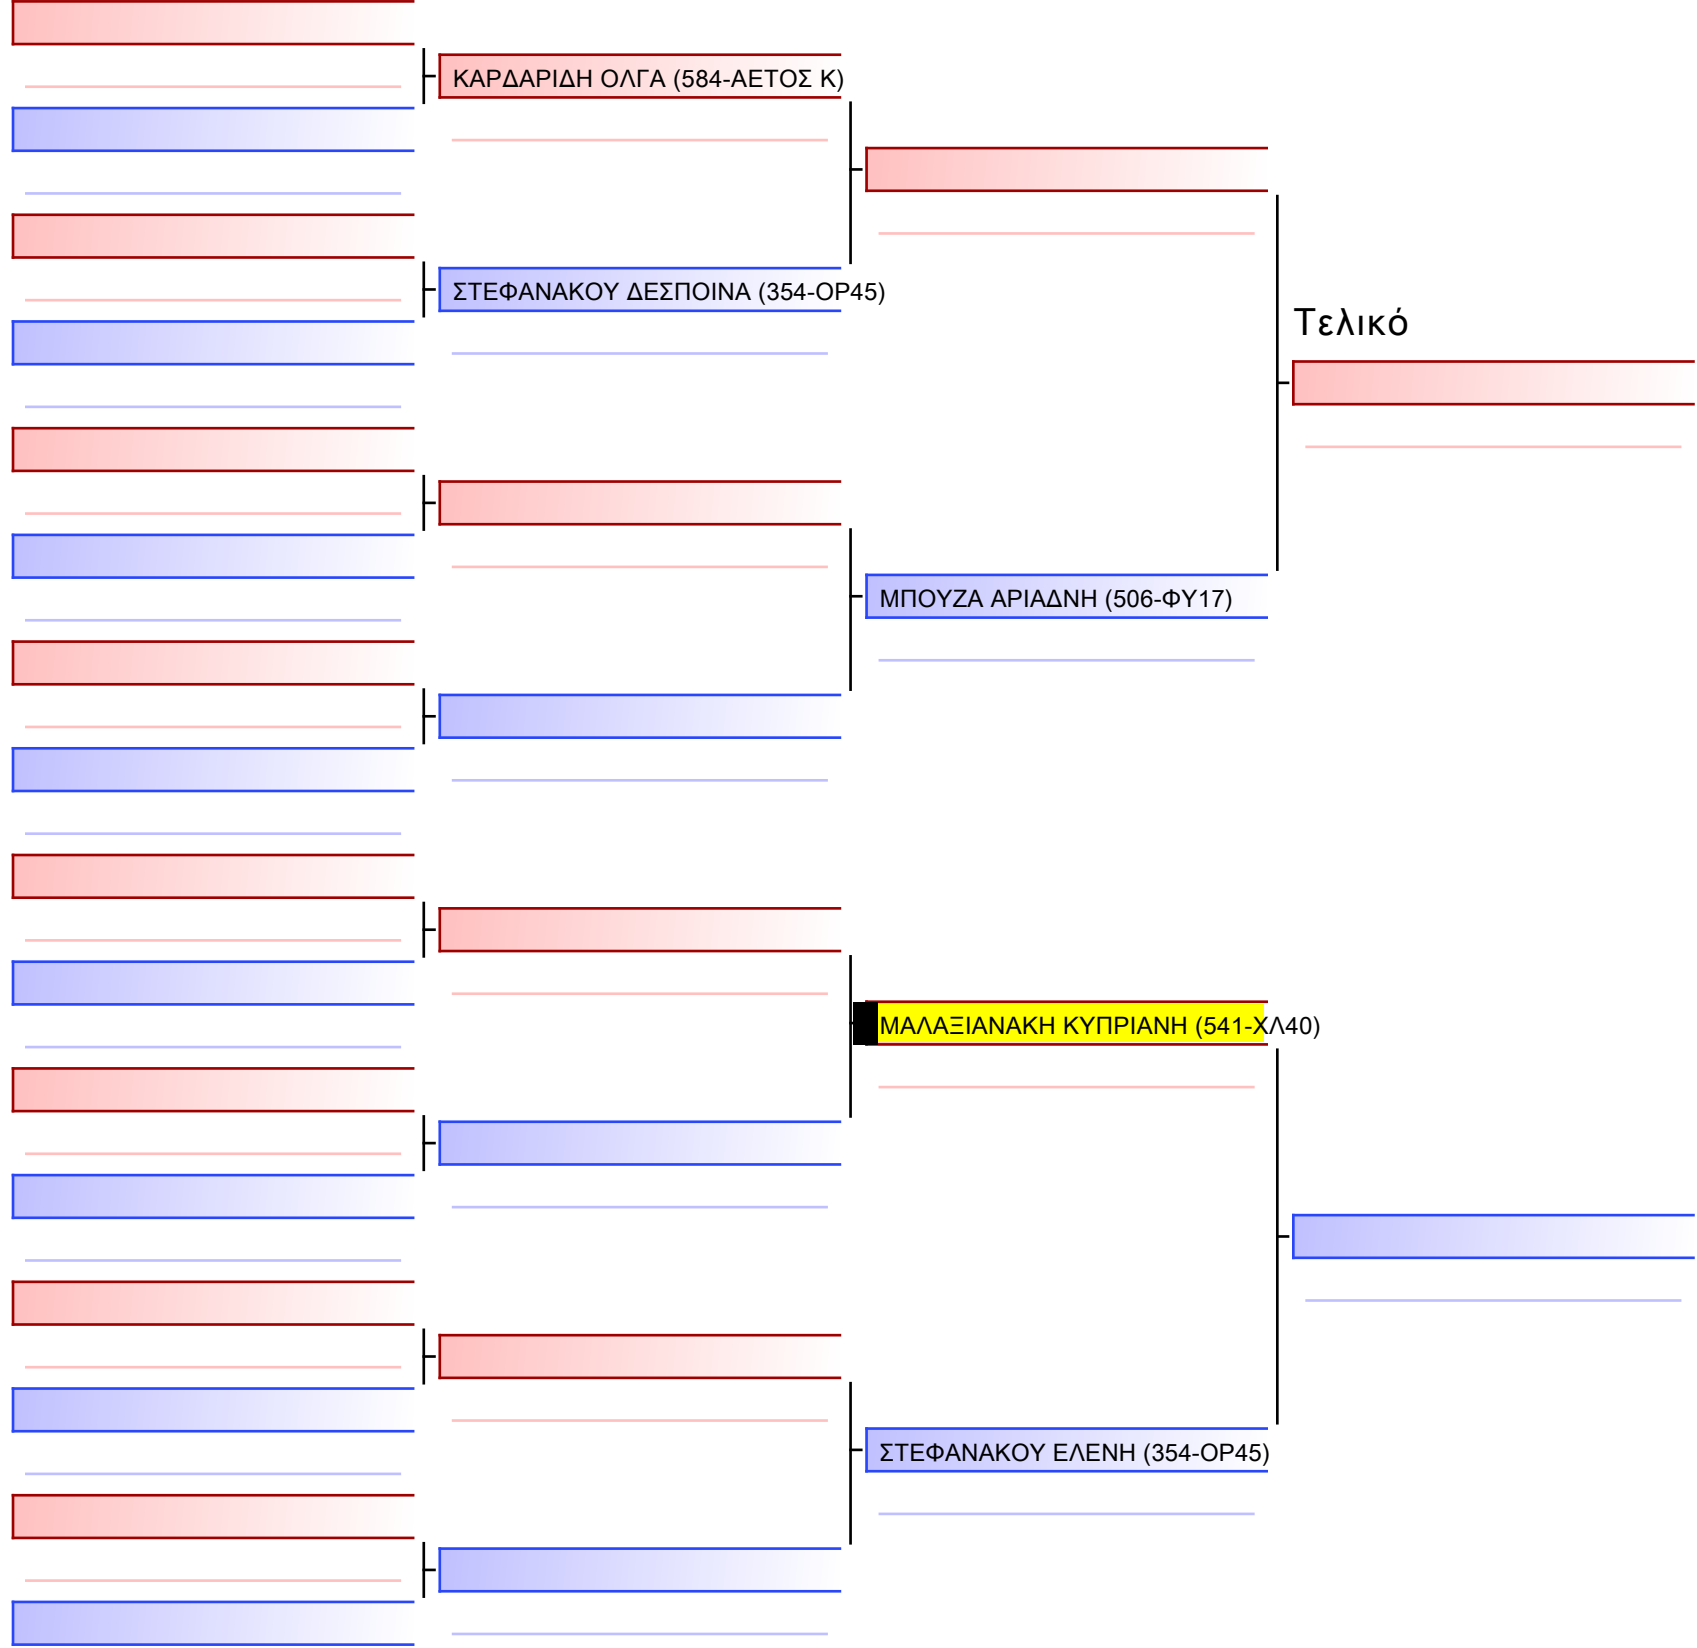 ΚΑΡΔΑΡΙΔΗ ΟΛΓΑ (584-ΑΕΤΟΣ Κ)
ΣΤΕΦΑΝΑΚΟΥ ΔΕΣΠΟΙΝΑ (354-ΟΡ45)
Τελικό
ΜΠΟΥΖΑ ΑΡΙΑΔΝΗ (506-ΦΥ17)
ΜΑΛΑΞΙΑΝΑΚΗ ΚΥΠΡΙΑΝΗ (541-ΧΛ40)
ΣΤΕΦΑΝΑΚΟΥ ΕΛΕΝΗ (354-ΟΡ45)